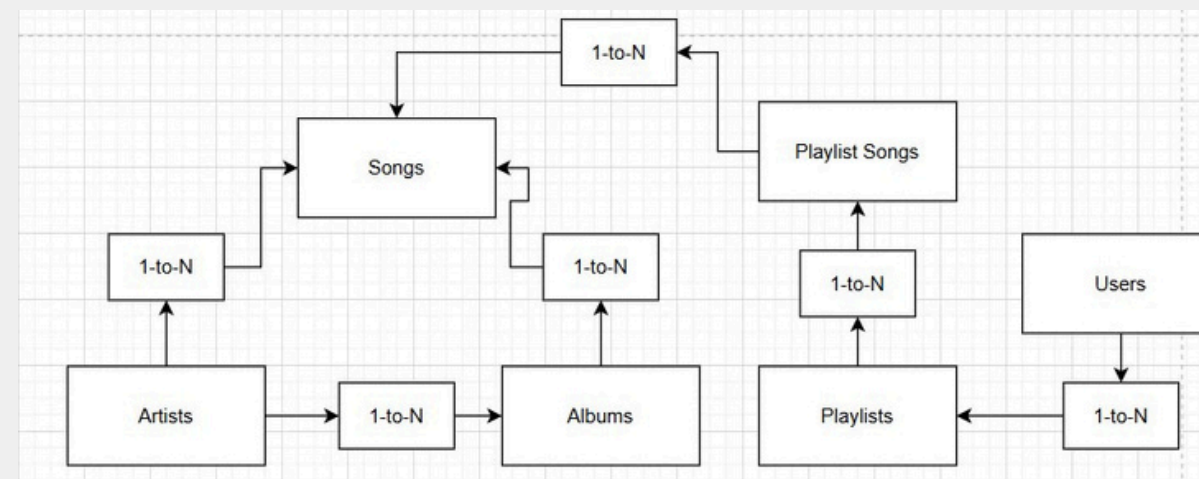 1-to-N
Songs
Playlist Songs
1-to-N
1-to-N
1-to-N
Users
Artists
1-to-N
Albums
Playlists
1-to-N